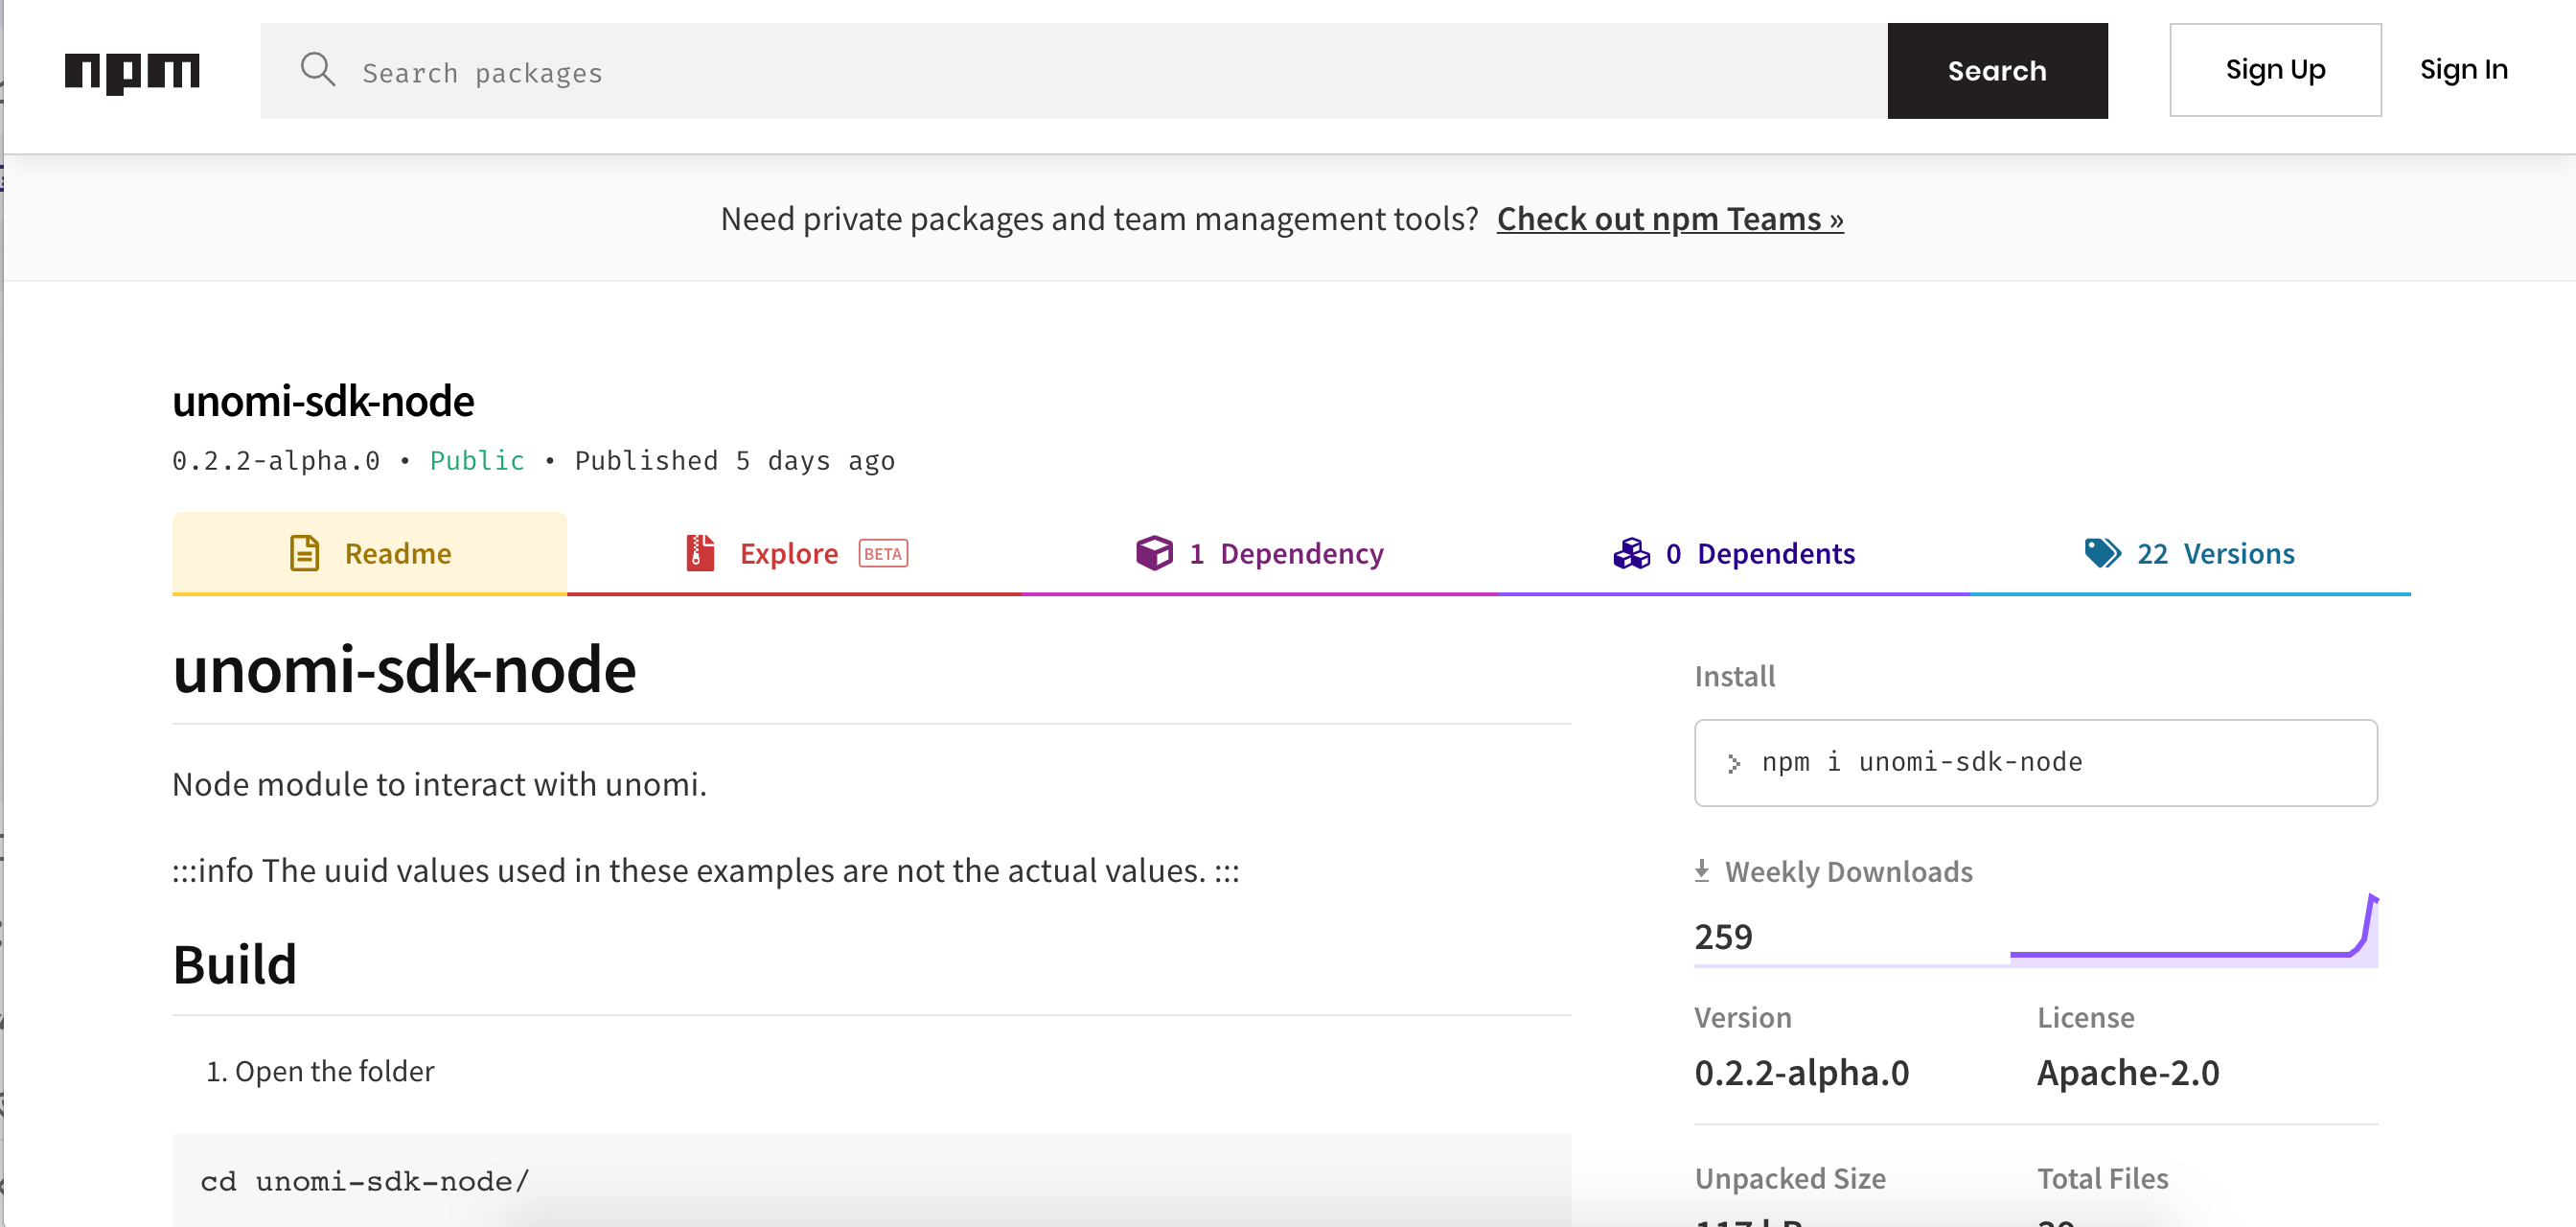 npm
Search packages
Search
Sign Up
Sign In
Need private packages and team management tools? Check out npm Teams »
unomi-sdk-node
0.2.2-alpha.0 • Public • Published 5 days ago
Readme
Explore BETA
1 Dependency
0 Dependents
22 Versions
unomi-sdk-node
Node module to interact with unomi.
:::info The uuid values used in these examples are not the actual values. :::
Build
1. Open the folder
cd unomi-sdk-node/
Install
npm i unomi-sdk-node
Weekly Downloads
259
Version
License
0.2.2-alpha.0
Apache-2.0
Unpacked Size
Total Files